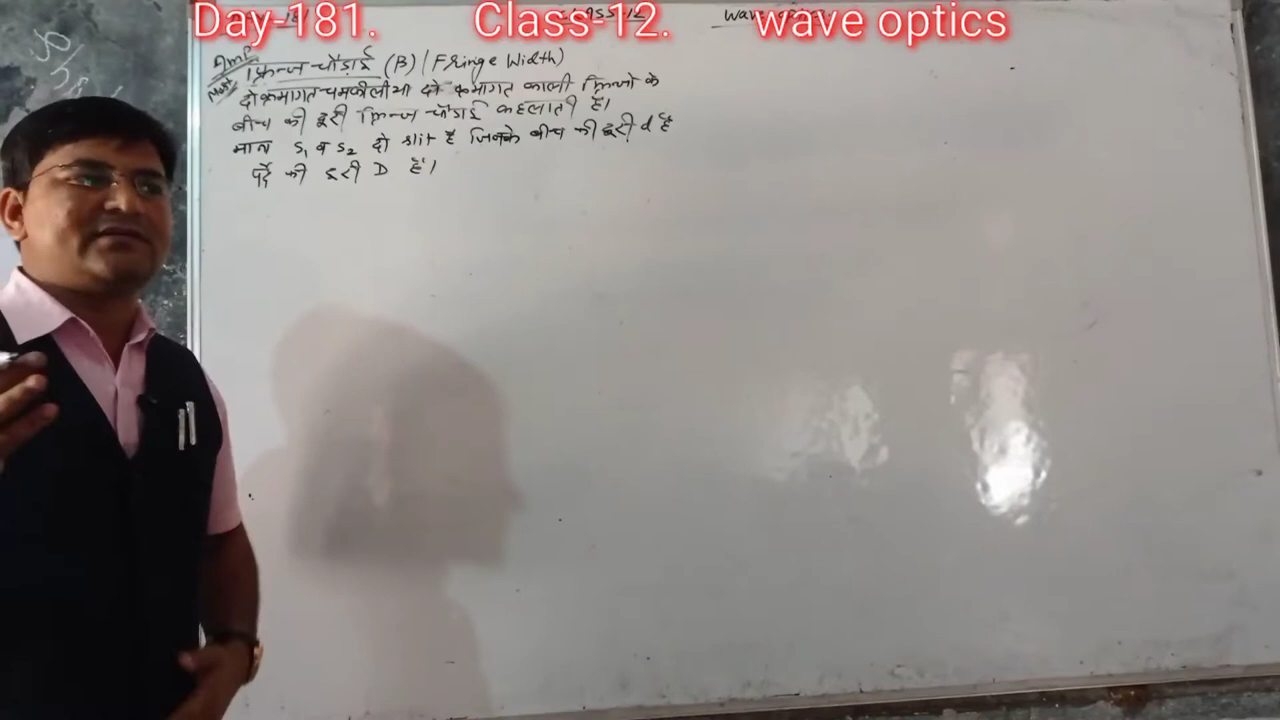 Day-181. Class-12. wave optics
Imp
फ्रिन्ज चौड़ाई (β) / Fringe Width)
दो क्रमागत चमकीली या दो क्रमागत काली फ्रिन्जो के
बीच की दूरी फ्रिन्ज चौड़ाई कहलाती है।
माना S₁ व S₂ दो slit है जिनके बीच की दूरी d है
पर्दे की दूरी D है।